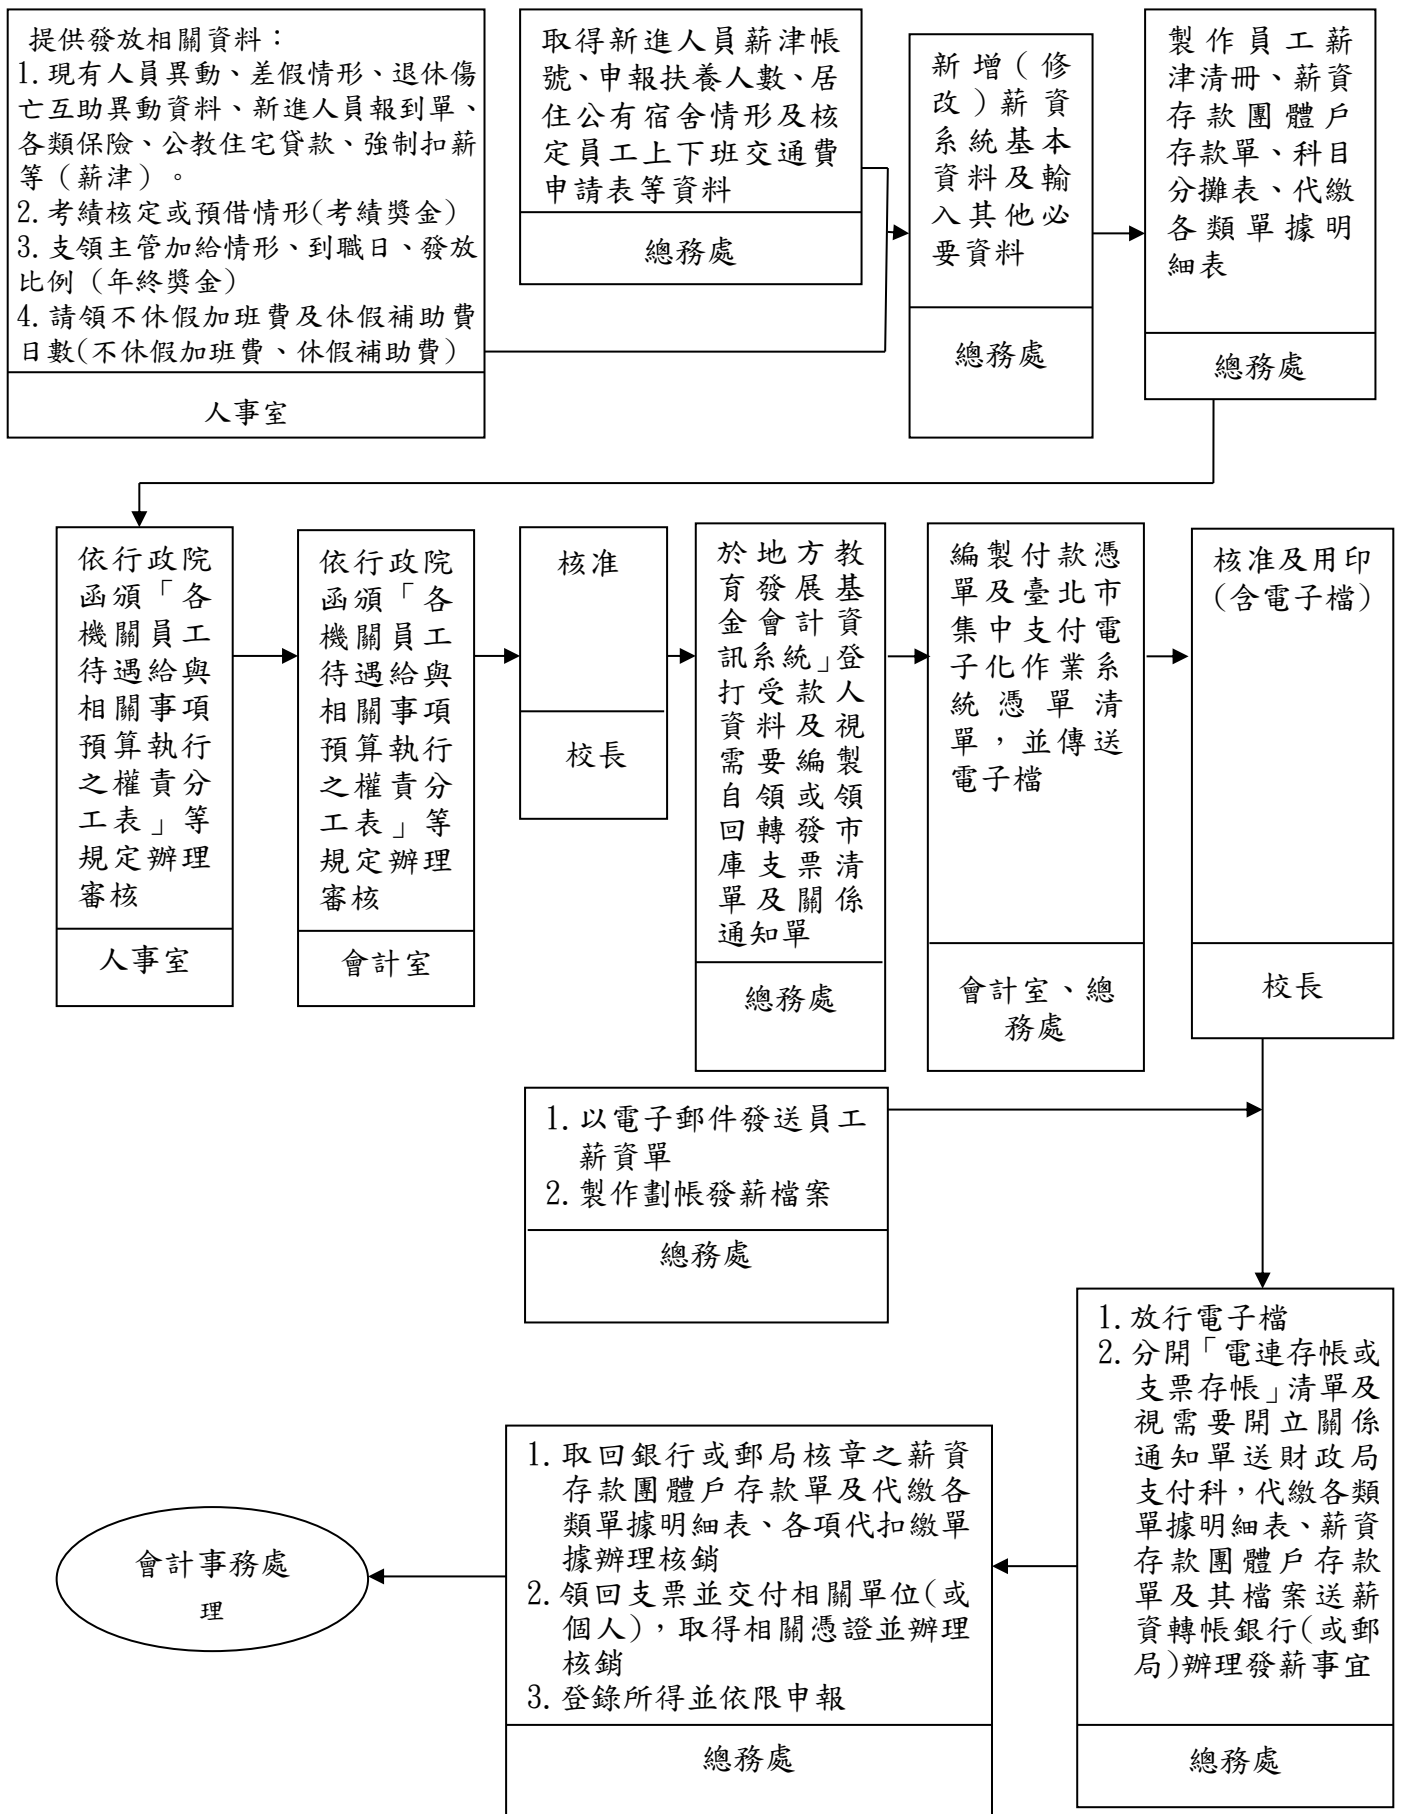 提供發放相關資料：
1.現有人員異動、差假情形、退休傷
亡互助異動資料、新進人員報到單、
各類保險、公教住宅貸款、強制扣薪
等（薪津）。
2.考績核定或預借情形(考績獎金)
3.支領主管加給情形、到職日、發放
比例（年終獎金)
4.請領不休假加班費及休假補助費
日數(不休假加班費、休假補助費)
人事室
取得新進人員薪津帳
號、申報扶養人數、居
住公有宿舍情形及核
定員工上下班交通費
申請表等資料
總務處
新增（修
改）薪資
系統基本
資料及輸
入其他必
要資料
總務處
製作員工薪
津清冊、薪資
存款團體戶
存款單、科目
分攤表、代繳
各類單據明
細表
總務處
依行政院
函頒「各
機關員工
待遇給與
相關事項
預算執行
之權責分
工表」等
規定辦理
審核
人事室
依行政院
函頒「各
機關員工
待遇給與
相關事項
預算執行
之權責分
工表」等
規定辦理
審核
會計室
核准
校長
於地方教
育發展基
金會計資
訊系統」登
打受款人
資料及視
需要編製
自領或領
回轉發市
庫支票清
單及關係
通知單
總務處
編製付款憑
單及臺北市
集中支付電
子化作業系
統憑單清
單，並傳送
電子檔
會計室、總
務處
核准及用印
(含電子檔)
校長
1.以電子郵件發送員工
薪資單
2.製作劃帳發薪檔案
總務處
1.放行電子檔
2.分開「電連存帳或
支票存帳」清單及
視需要開立關係
通知單送財政局
支付科，代繳各類
單據明細表、薪資
存款團體戶存款
單及其檔案送薪
資轉帳銀行(或郵
局)辦理發薪事宜
總務處
1.取回銀行或郵局核章之薪資
存款團體戶存款單及代繳各
類單據明細表、各項代扣繳單
據辦理核銷
2.領回支票並交付相關單位(或
個人)，取得相關憑證並辦理
核銷
3.登錄所得並依限申報
總務處
會計事務處
理